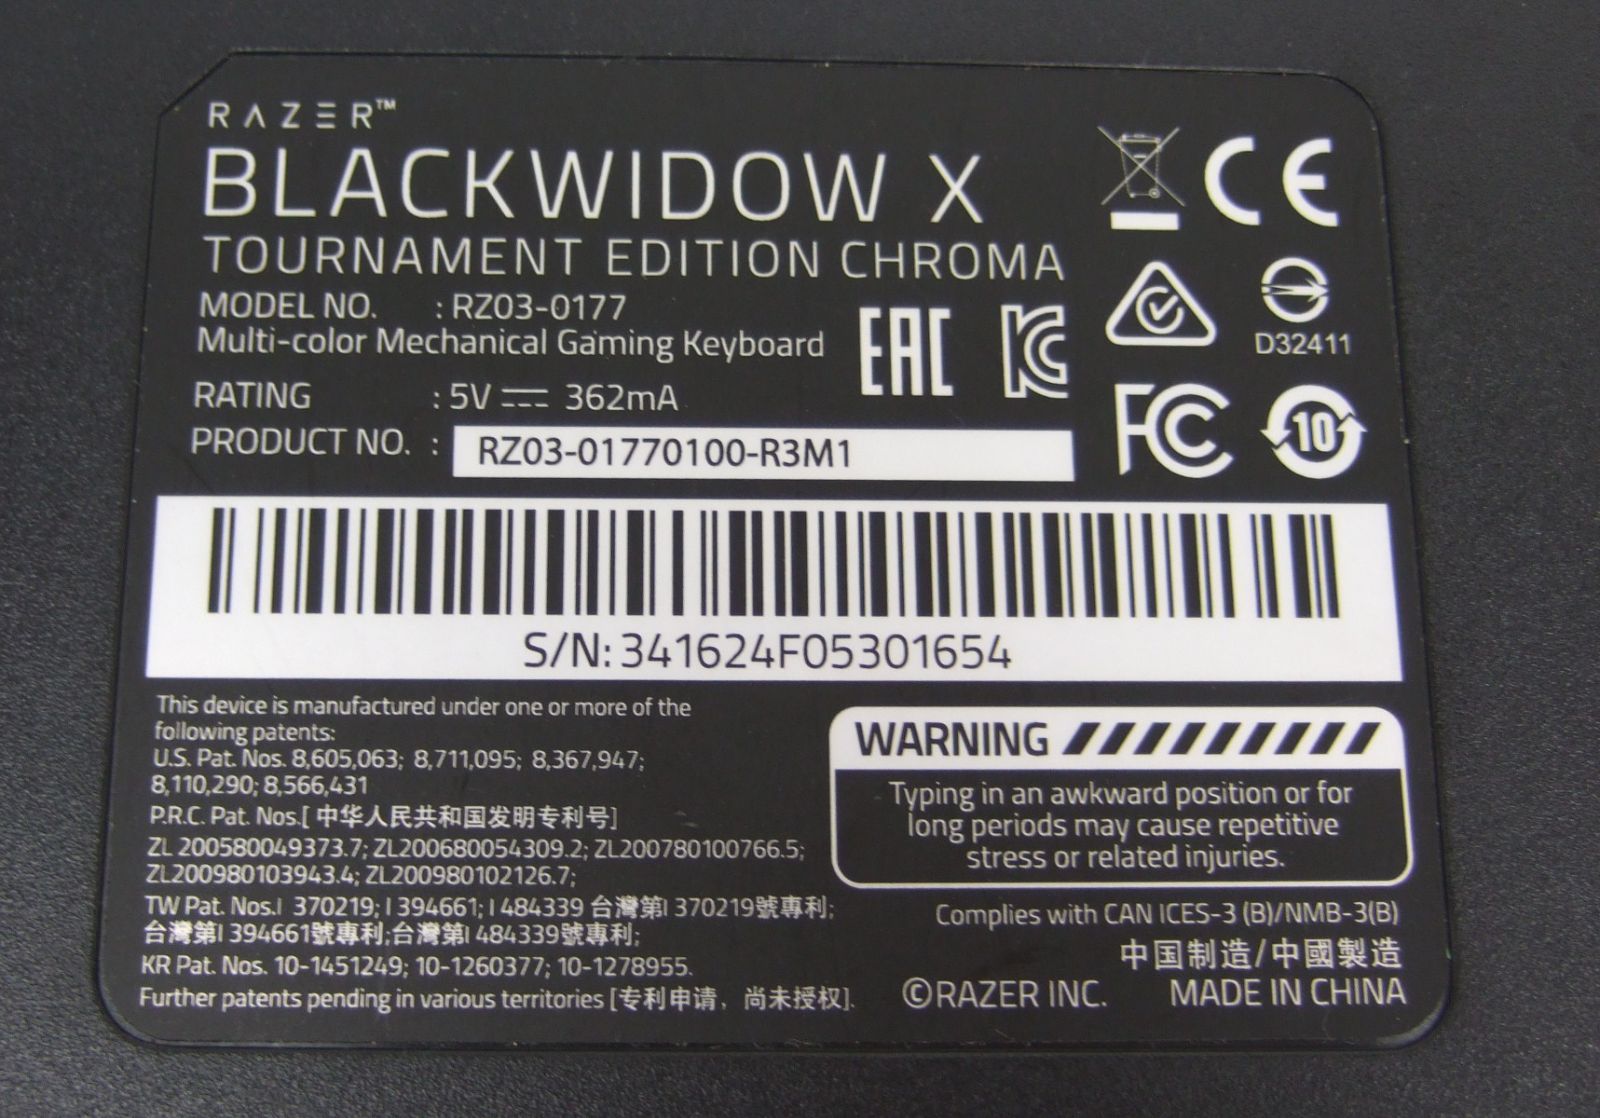 RAZER™
BLACKWIDOW X
TOURNAMENT EDITION CHROMA
MODEL NO. : RZ03-0177
Multi-color Mechanical Gaming Keyboard
RATING : 5V ⎓ 362mA
PRODUCT NO. : RZ03-01770100-R3M1
CE
EAC
KC
D32411
FC
10
S/N: 341624F05301654
This device is manufactured under one or more of the
following patents:
U.S. Pat. Nos. 8,605,063; 8,711,095; 8,367,947;
8,110,290; 8,566,431
P.R.C. Pat. Nos.[ 中华人民共和国发明专利号]
ZL 200580049373.7; ZL200680054309.2; ZL200780100766.5;
ZL200980103943.4; ZL200980102126.7;
TW Pat. Nos.I 370219; I 394661; I 484339 台灣第I 370219號專利;
台灣第I 394661號專利;台灣第I 484339號專利;
KR Pat. Nos. 10-1451249; 10-1260377; 10-1278955.
Further patents pending in various territories [专利申请，尚未授权].
WARNING
Typing in an awkward position or for
long periods may cause repetitive
stress or related injuries.
Complies with CAN ICES-3 (B)/NMB-3(B)
中国制造/中國製造
©RAZER INC. MADE IN CHINA